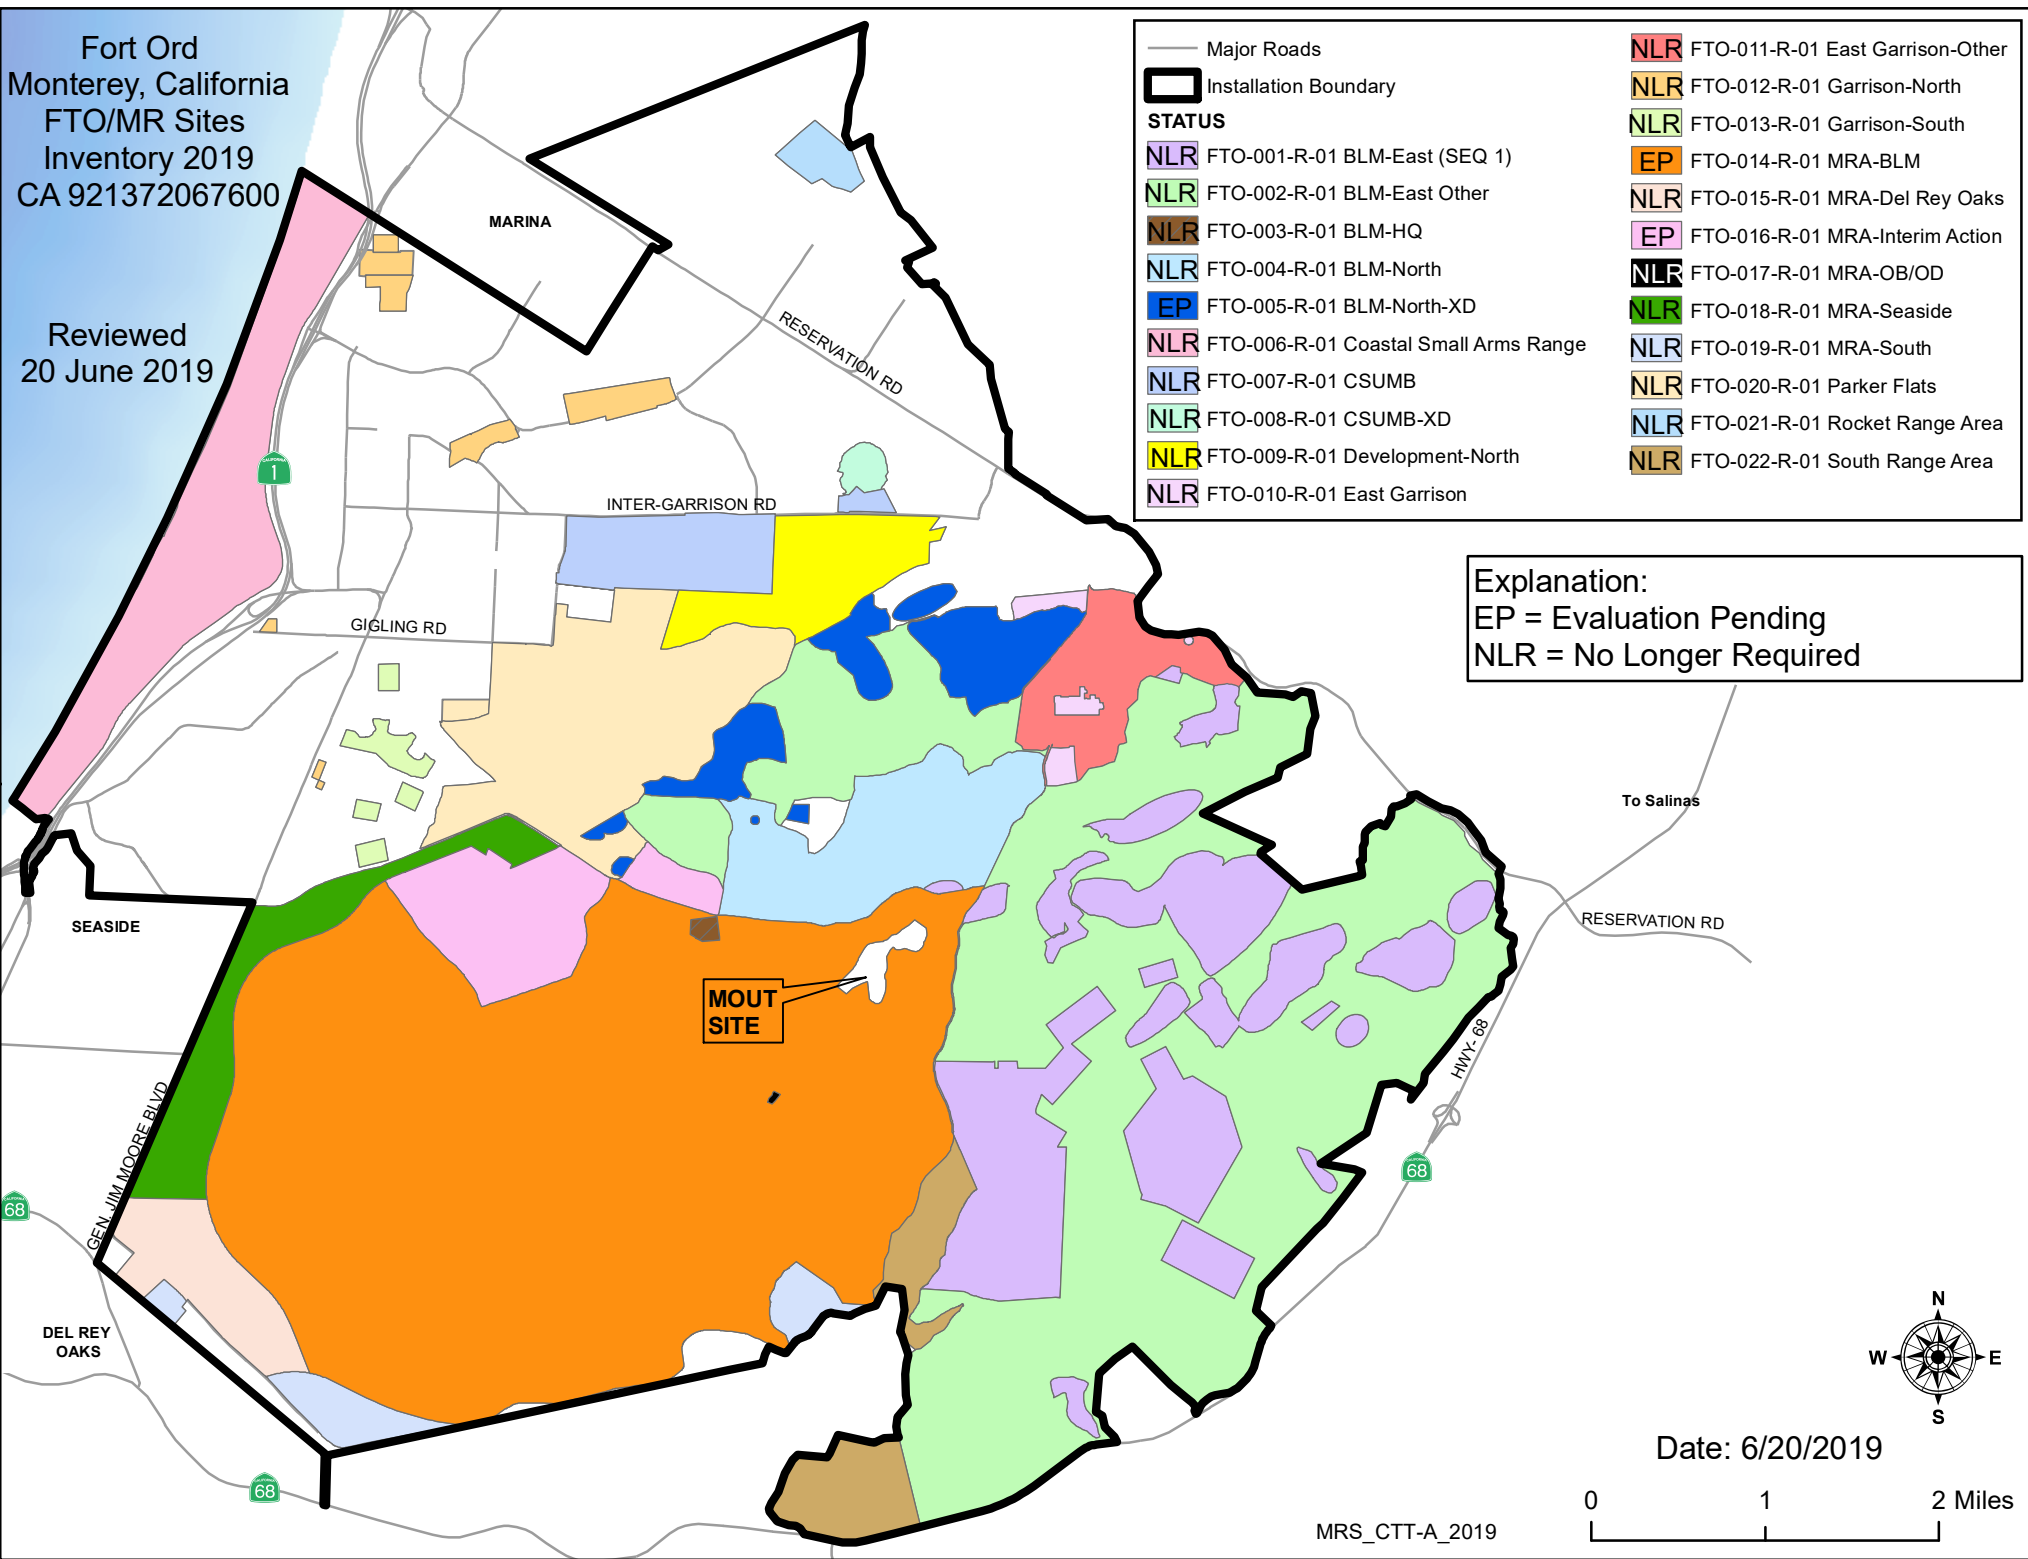 Fort Ord
Monterey, California
FTO/MR Sites
Inventory 2019
CA 921372067600
Reviewed
20 June 2019
Major Roads
Installation Boundary
STATUS
NLR FTO-001-R-01 BLM-East (SEQ 1)
NLR FTO-002-R-01 BLM-East Other
NLR FTO-003-R-01 BLM-HQ
NLR FTO-004-R-01 BLM-North
EP FTO-005-R-01 BLM-North-XD
NLR FTO-006-R-01 Coastal Small Arms Range
NLR FTO-007-R-01 CSUMB
NLR FTO-008-R-01 CSUMB-XD
NLR FTO-009-R-01 Development-North
NLR FTO-010-R-01 East Garrison
NLR FTO-011-R-01 East Garrison-Other
NLR FTO-012-R-01 Garrison-North
NLR FTO-013-R-01 Garrison-South
EP FTO-014-R-01 MRA-BLM
NLR FTO-015-R-01 MRA-Del Rey Oaks
EP FTO-016-R-01 MRA-Interim Action
NLR FTO-017-R-01 MRA-OB/OD
NLR FTO-018-R-01 MRA-Seaside
NLR FTO-019-R-01 MRA-South
NLR FTO-020-R-01 Parker Flats
NLR FTO-021-R-01 Rocket Range Area
NLR FTO-022-R-01 South Range Area
Explanation:
EP = Evaluation Pending
NLR = No Longer Required
MARINA
RESERVATION RD
CALIFORNIA
1
INTER-GARRISON RD
GIGLING RD
To Salinas
RESERVATION RD
SEASIDE
MOUT
SITE
HWY- 68
GEN. JIM MOORE BLVD
CALIFORNIA
68
CALIFORNIA
68
DEL REY
OAKS
CALIFORNIA
68
N
W E
S
Date: 6/20/2019
0 1 2 Miles
MRS_CTT-A_2019